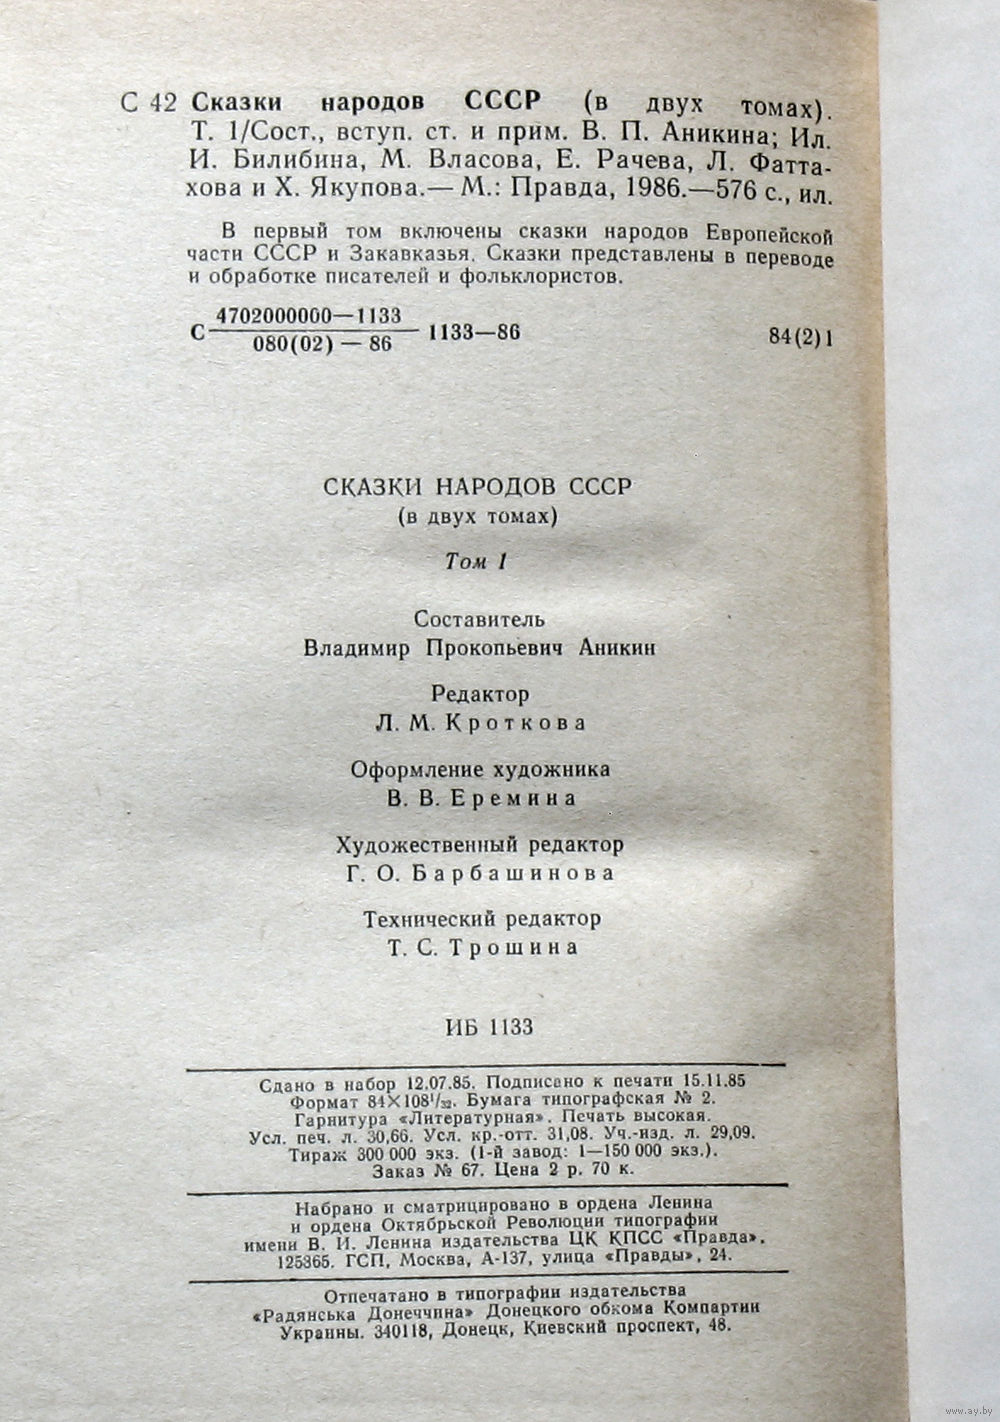 С 42 Сказки народов СССР (в двух томах).
Т. 1/Сост., вступ. ст. и прим. В. П. Аникина; Ил.
И. Билибина, М. Власова, Е. Рачева, Л. Фатта-
хова и Х. Якупова.— М.: Правда, 1986.—576 с., ил.
В первый том включены сказки народов Европейской
части СССР и Закавказья. Сказки представлены в переводе
и обработке писателей и фольклористов.
4702000000—1133
С 1133—86 84(2)1
080(02) — 86
СКАЗКИ НАРОДОВ СССР
(в двух томах)
Том 1
Составитель
Владимир Прокопьевич Аникин
Редактор
Л. М. Кроткова
Оформление художника
В. В. Еремина
Художественный редактор
Г. О. Барбашинова
Технический редактор
Т. С. Трошина
ИБ 1133
Сдано в набор 12.07.85. Подписано к печати 15.11.85
Формат 84×108¹/₃₂. Бумага типографская № 2.
Гарнитура «Литературная». Печать высокая.
Усл. печ. л. 30,66. Усл. кр.-отт. 31,08. Уч.-изд. л. 29,09.
Тираж 300 000 экз. (1-й завод: 1—150 000 экз.).
Заказ № 67. Цена 2 р. 70 к.
Набрано и сматрицировано в ордена Ленина
и ордена Октябрьской Революции типографии
имени В. И. Ленина издательства ЦК КПСС «Правда».
125865. ГСП, Москва, А-137, улица «Правды», 24.
Отпечатано в типографии издательства
«Радянська Донеччина» Донецкого обкома Компартии
Украины. 340118, Донецк, Киевский проспект, 48.
www.ay.by